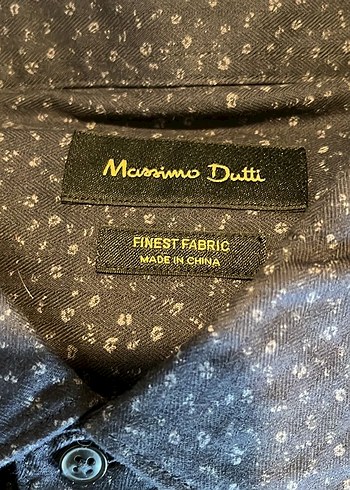 Massimo Dutti
FINEST FABRIC
MADE IN CHINA